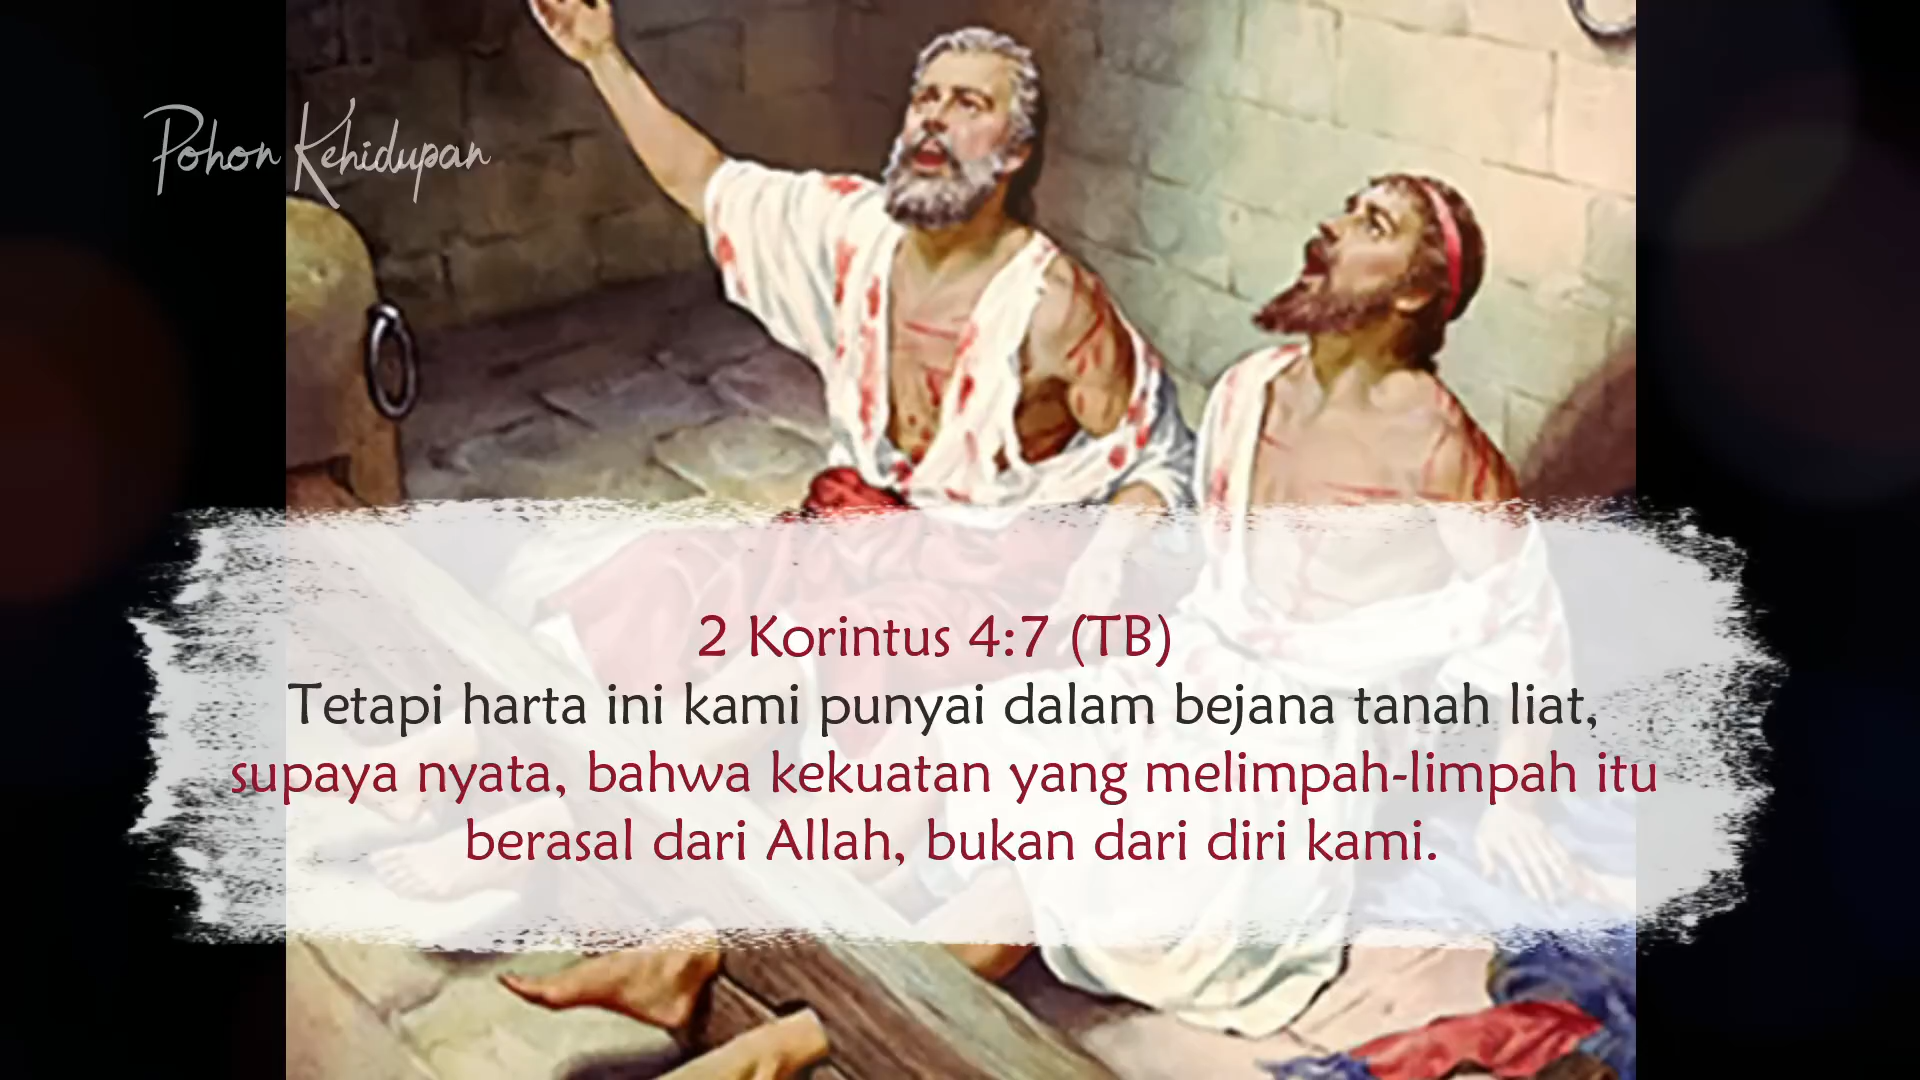 Pohon Kehidupan
2 Korintus 4:7 (TB)
Tetapi harta ini kami punyai dalam bejana tanah liat,
supaya nyata, bahwa kekuatan yang melimpah-limpah itu
berasal dari Allah, bukan dari diri kami.